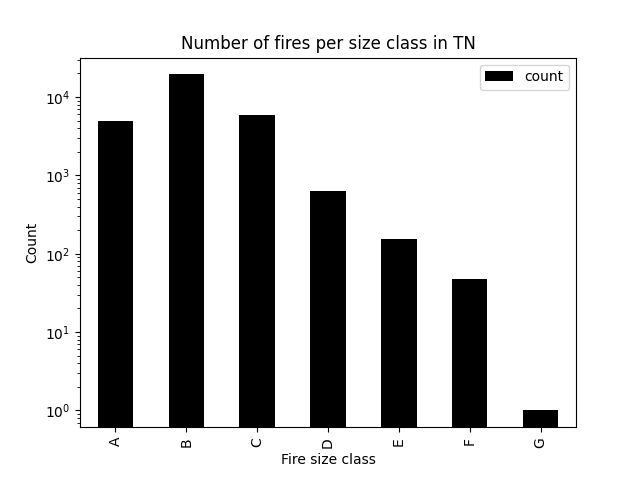 Number of fires per size class in TN
count
10⁴
10³
10²
10¹
10⁰
Count
A
B
C
D
E
F
G
Fire size class